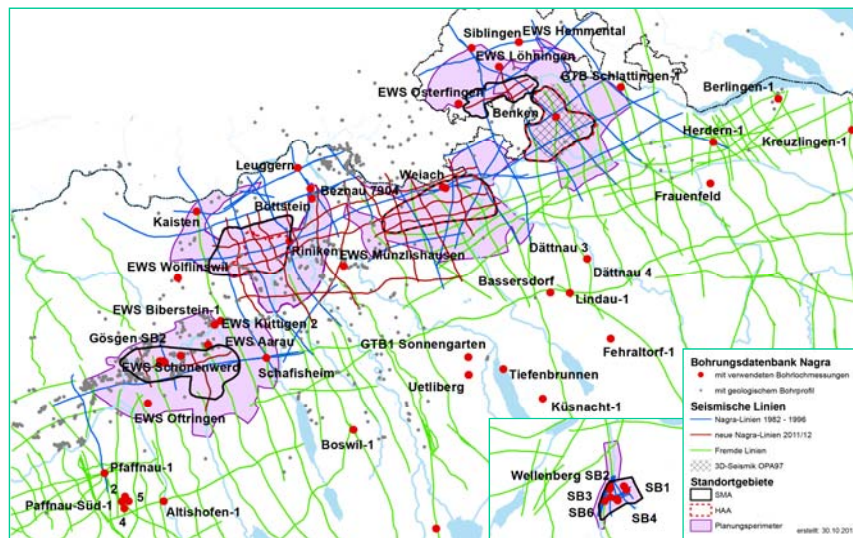 Siblingen
EWS Hemmental
EWS Löhningen
GTB Schlattingen-1
EWS Osterfingen
Berlingen-1
Benken
Herdern-1
Kreuzlingen-1
Leuggern
Weiach
Beznau 7904
Frauenfeld
Böttstein
Kaisten
Riniken
EWS Münzlishausen
Dättnau 3
EWS Wölflinswil
Dättnau 4
Bassersdorf
Lindau-1
EWS Biberstein-1
EWS Küttigen 2
Gösgen SB2
EWS Aarau
GTB1 Sonnengarten
Fehraltorf-1
EWS Schönenwerd
Schafisheim
Tiefenbrunnen
Uetliberg
Küsnacht-1
EWS Oftringen
Boswil-1
Pfaffnau-1
2
5
Paffnau-Süd-1
4
Altishofen-1
Wellenberg SB2
SB1
SB3
SB6
SB4
Bohrungsdatenbank Nagra
mit verwendeten Bohrlochmessungen
mit geologischem Bohrprofil
Seismische Linien
Nagra-Linien 1982 - 1996
neue Nagra-Linien 2011/12
Fremde Linien
3D-Seismik OPA97
Standortgebiete
SMA
HAA
Planungsperimeter
erstellt: 30.10.201